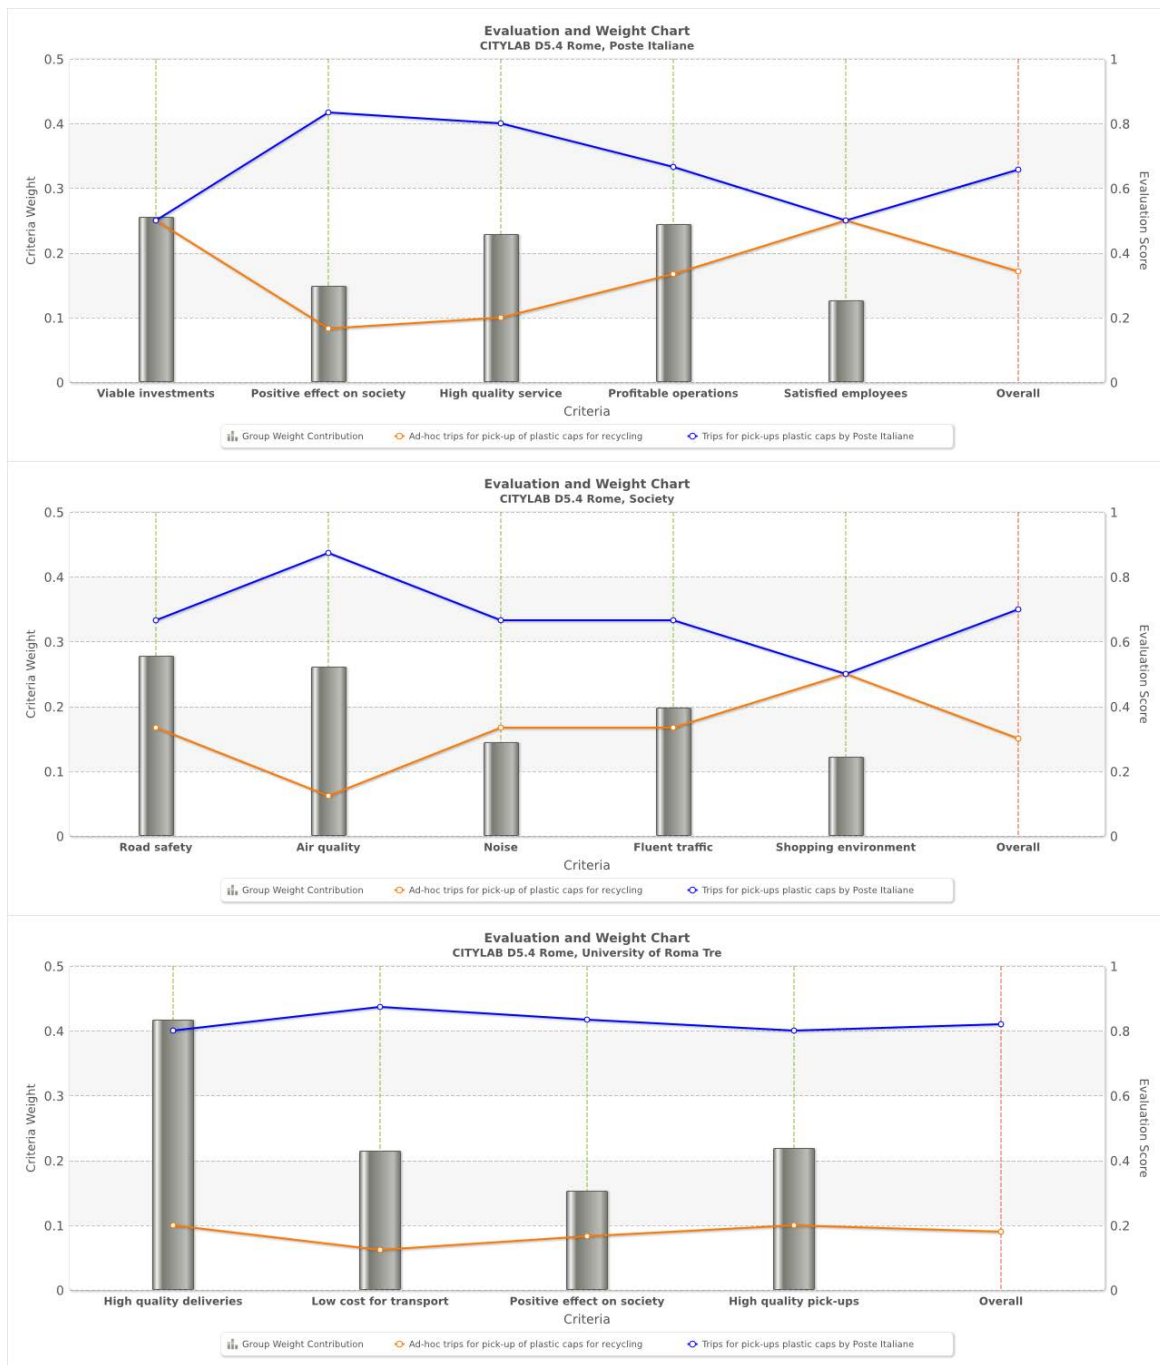 Evaluation and Weight Chart
CITYLAB D5.4 Rome, Poste Italiane
0.5
0.4
0.3
0.2
0.1
0
Criteria Weight
1
0.8
0.6
0.4
0.2
0
Evaluation Score
Viable investments Positive effect on society High quality service Profitable operations Satisfied employees Overall
Criteria
Group Weight Contribution Ad-hoc trips for pick-up of plastic caps for recycling Trips for pick-ups plastic caps by Poste Italiane
Evaluation and Weight Chart
CITYLAB D5.4 Rome, Society
0.5
0.4
0.3
0.2
0.1
0
Criteria Weight
1
0.8
0.6
0.4
0.2
0
Evaluation Score
Road safety Air quality Noise Fluent traffic Shopping environment Overall
Criteria
Group Weight Contribution Ad-hoc trips for pick-up of plastic caps for recycling Trips for pick-ups plastic caps by Poste Italiane
Evaluation and Weight Chart
CITYLAB D5.4 Rome, University of Roma Tre
0.5
0.4
0.3
0.2
0.1
0
Criteria Weight
1
0.8
0.6
0.4
0.2
0
Evaluation Score
High quality deliveries Low cost for transport Positive effect on society High quality pick-ups Overall
Criteria
Group Weight Contribution Ad-hoc trips for pick-up of plastic caps for recycling Trips for pick-ups plastic caps by Poste Italiane